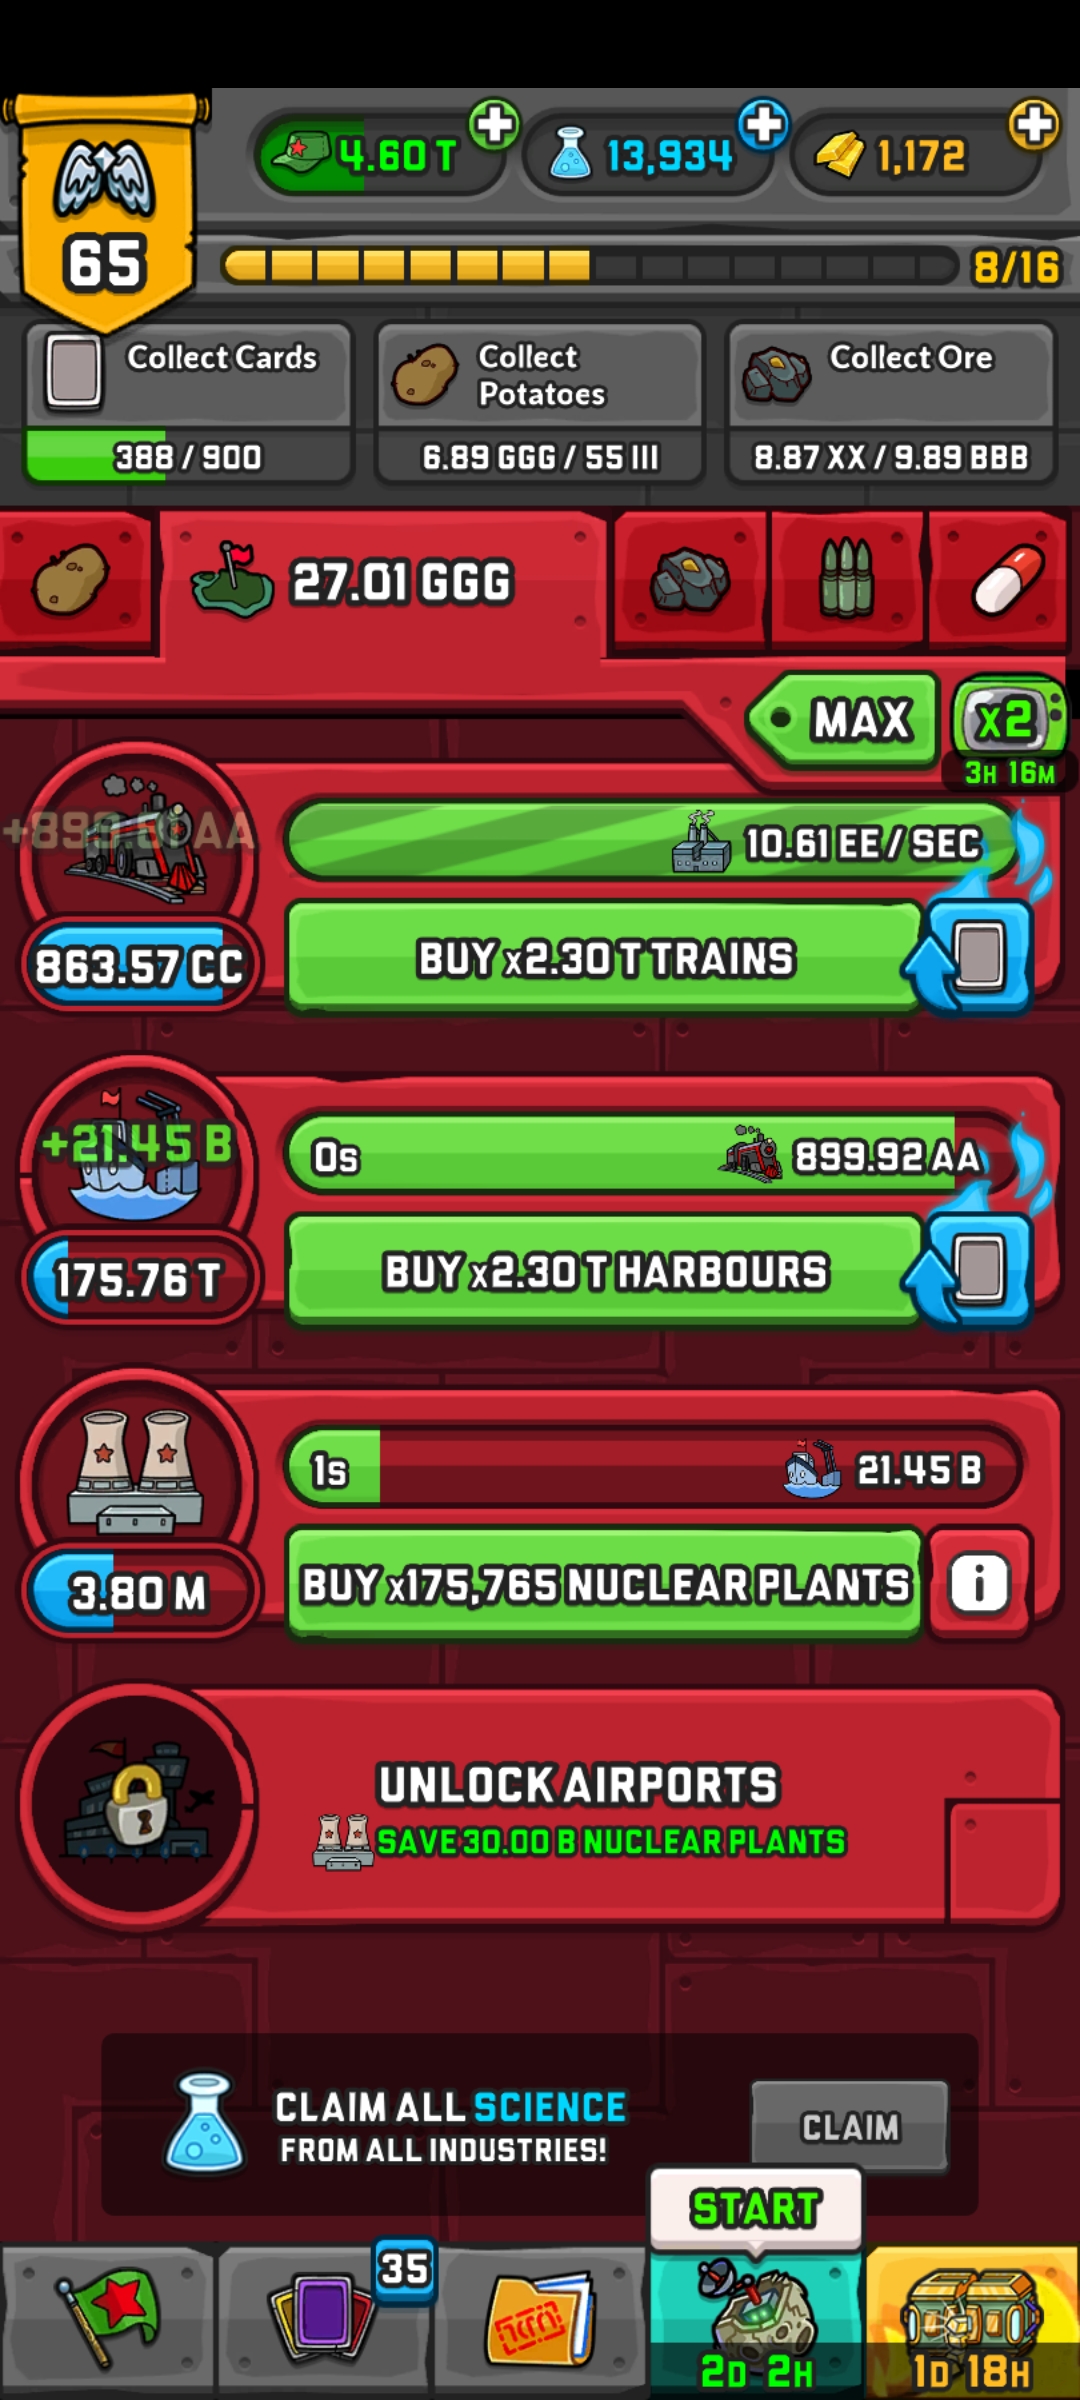 4.60 T
13,934
1,172
65
8/16
Collect Cards
388 / 900
Collect
Potatoes
6.89 GGG / 55 III
Collect Ore
8.87 XX / 9.89 BBB
27.01 GGG
MAX
x2
3H 16M
10.61 EE / SEC
863.57 CC
BUY x2.30 T TRAINS
+21.45 B
0s
899.92 AA
175.76 T
BUY x2.30 T HARBOURS
1s
21.45 B
3.80 M
BUY x175,765 NUCLEAR PLANTS
i
UNLOCK AIRPORTS
SAVE 30.00 B NUCLEAR PLANTS
CLAIM ALL SCIENCE
FROM ALL INDUSTRIES!
CLAIM
START
35
2D 2H
1D 18H